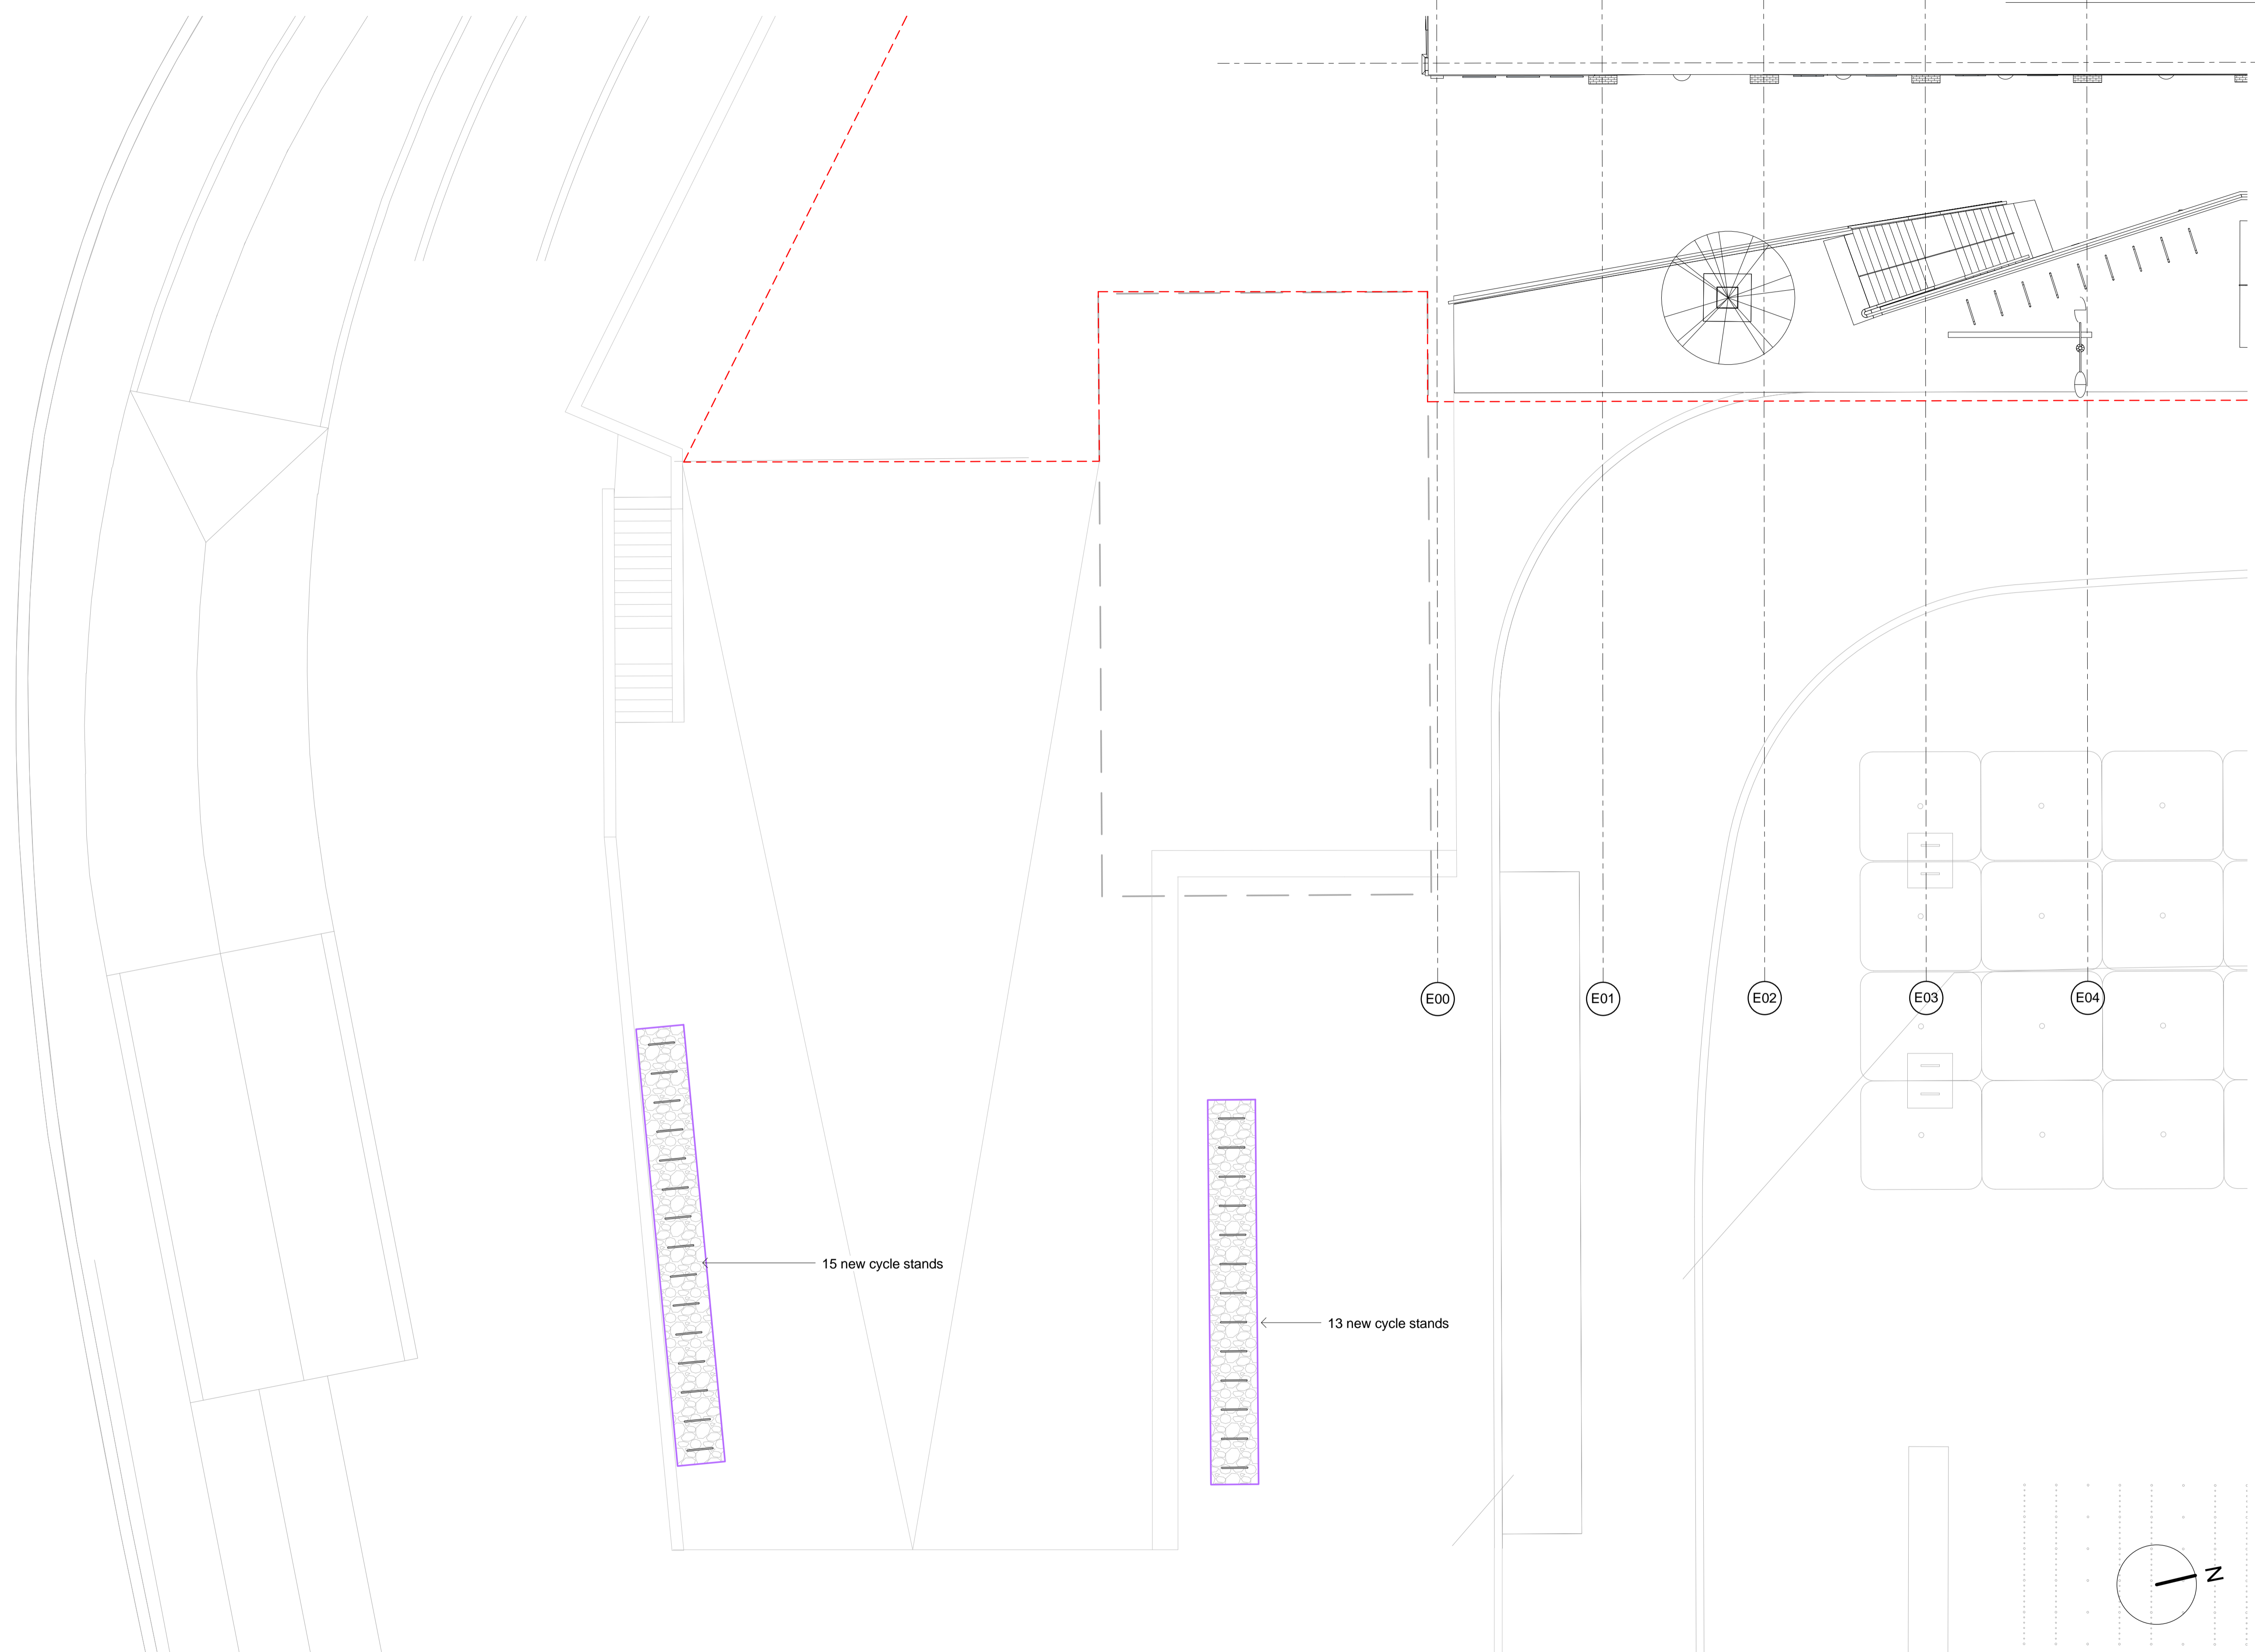 E00
E01
E02
E03
E04
15 new cycle stands
13 new cycle stands
N